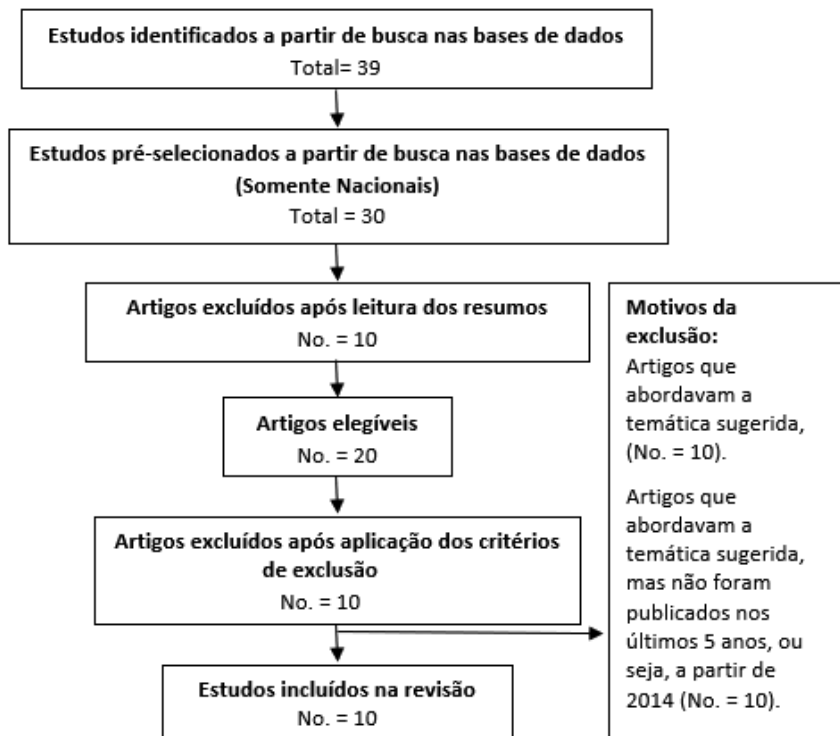 Estudos identificados a partir de busca nas bases de dados
Total= 39
Estudos pré-selecionados a partir de busca nas bases de dados
(Somente Nacionais)
Total = 30
Artigos excluídos após leitura dos resumos
No. = 10
Artigos elegíveis
No. = 20
Artigos excluídos após aplicação dos critérios
de exclusão
No. = 10
Estudos incluídos na revisão
No. = 10
Motivos da
exclusão:
Artigos que
abordavam a
temática sugerida,
(No. = 10).
Artigos que
abordavam a
temática sugerida,
mas não foram
publicados nos
últimos 5 anos, ou
seja, a partir de
2014 (No. = 10).